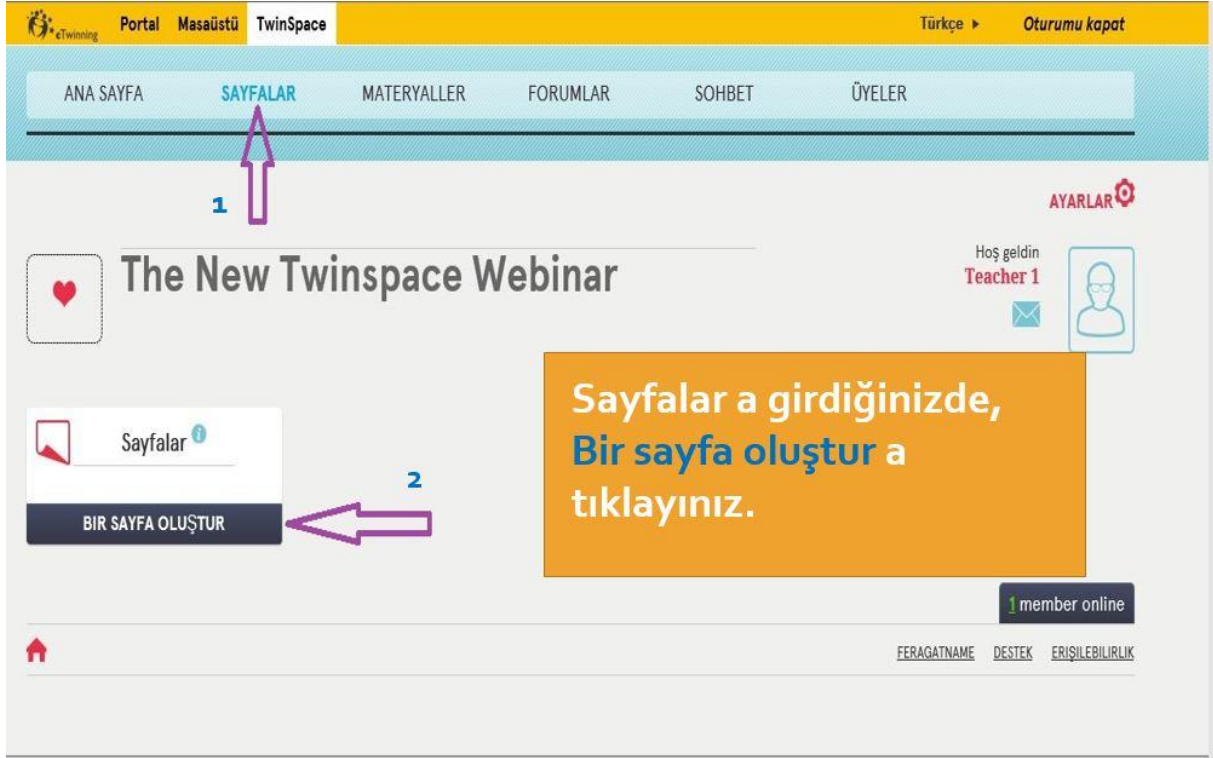 eTwinning Portal Masaüstü TwinSpace Türkçe Oturumu kapat
ANA SAYFA SAYFALAR MATERYALLER FORUMLAR SOHBET ÜYELER
1
AYARLAR
The New Twinspace Webinar
Hoş geldin
Teacher 1
Sayfalar a girdiğinizde,
Bir sayfa oluştur a
tıklayınız.
Sayfalar i
2
BIR SAYFA OLUŞTUR
1 member online
FERAGATNAME DESTEK ERIŞILEBILIRLIK